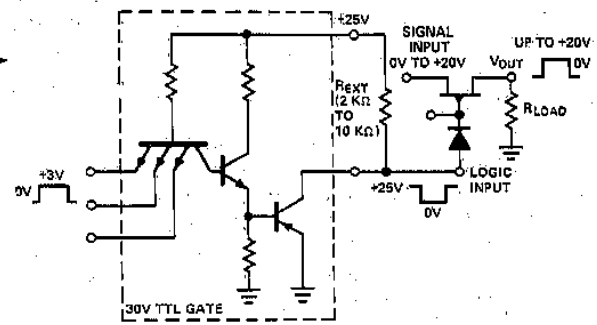 +25V
SIGNAL
INPUT
0V TO +20V
UP TO +20V
VOUT
0V
REXT
(2 KΩ
TO
10 KΩ)
RLOAD
+3V
0V
+25V
0V
LOGIC
INPUT
30V TTL GATE